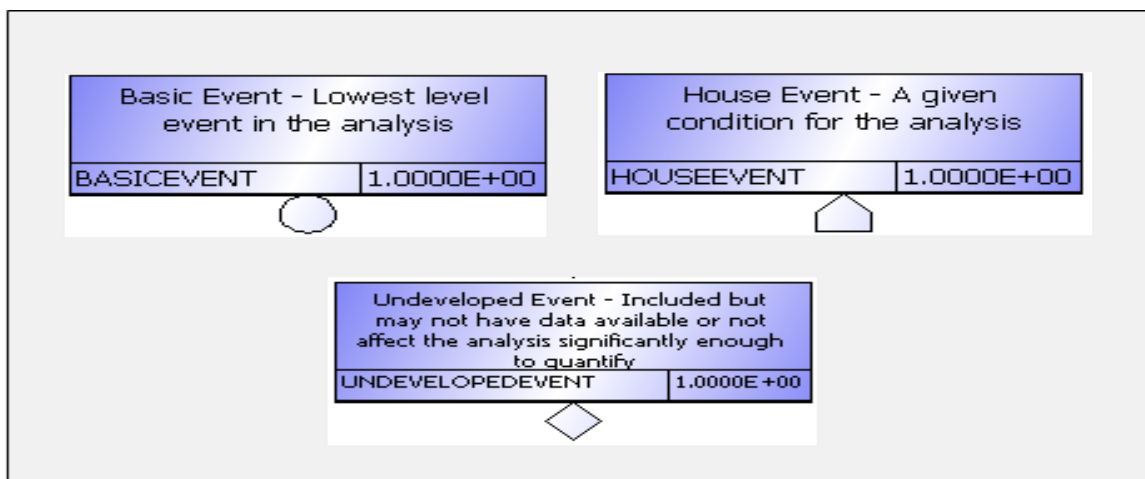 Basic Event - Lowest level
event in the analysis
BASICEVENT 1.0000E+00
House Event - A given
condition for the analysis
HOUSEEVENT 1.0000E+00
Undeveloped Event - Included but
may not have data available or not
affect the analysis significantly enough
to quantify
UNDEVELOPEDEVENT 1.0000E+00